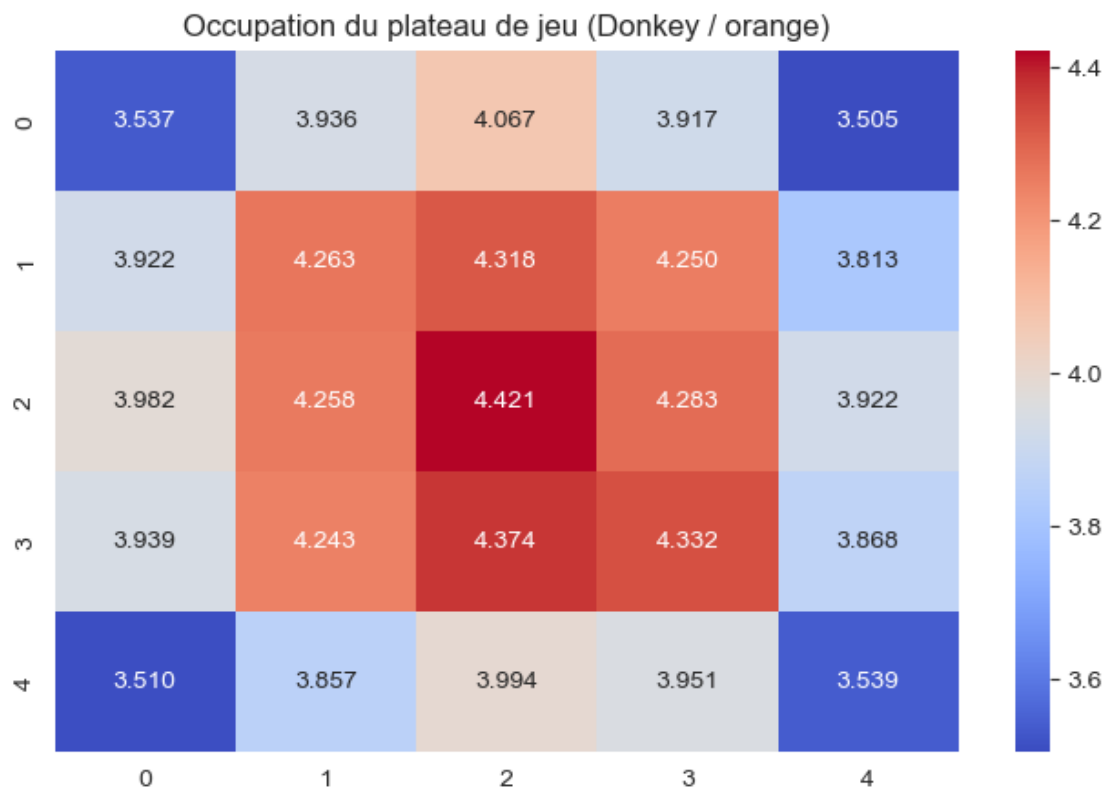 Occupation du plateau de jeu (Donkey / orange)
0 3.537 3.936 4.067 3.917 3.505
1 3.922 4.263 4.318 4.250 3.813
2 3.982 4.258 4.421 4.283 3.922
3 3.939 4.243 4.374 4.332 3.868
4 3.510 3.857 3.994 3.951 3.539
0 1 2 3 4
4.4
4.2
4.0
3.8
3.6